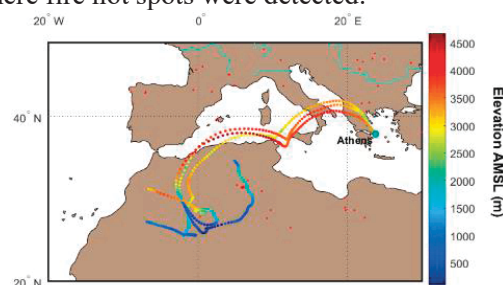 here fire hot spots were detected.
20° W 0° 20° E
4500
4000
3500
3000
2500
2000
1500
1000
500
Elevation AMSL (m)
40° N
Athens
20° N